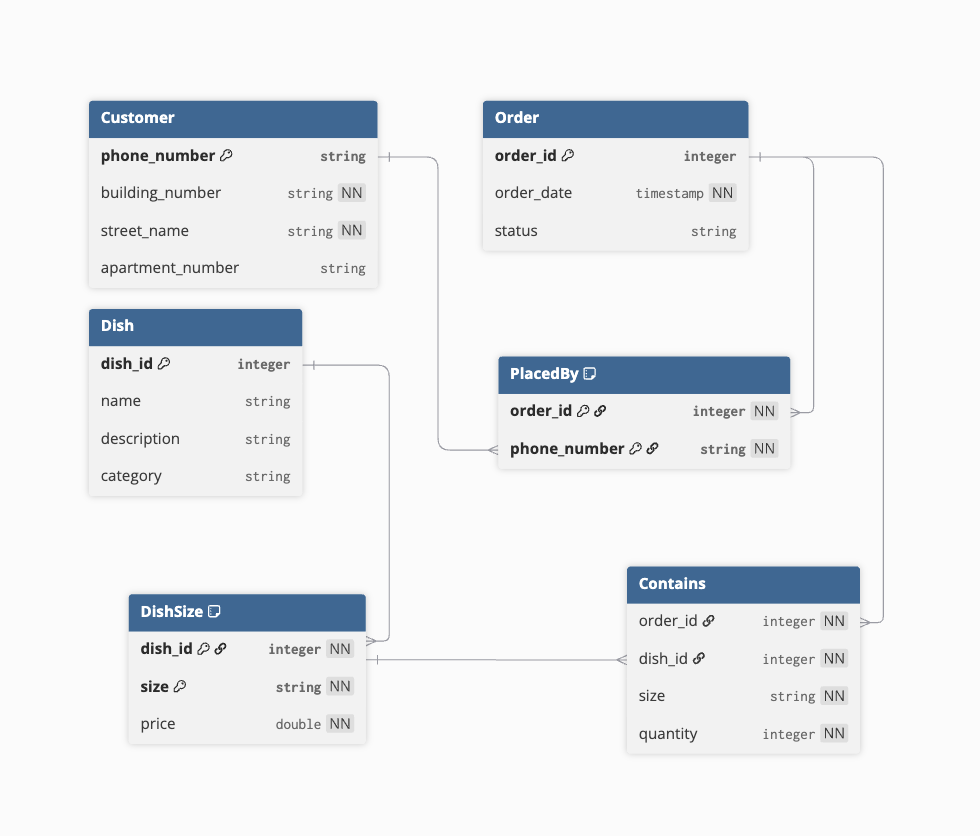 Customer
phone_number string
building_number string NN
street_name string NN
apartment_number string
Order
order_id integer
order_date timestamp NN
status string
Dish
dish_id integer
name string
description string
category string
PlacedBy
order_id integer NN
phone_number string NN
DishSize
dish_id integer NN
size string NN
price double NN
Contains
order_id integer NN
dish_id integer NN
size string NN
quantity integer NN